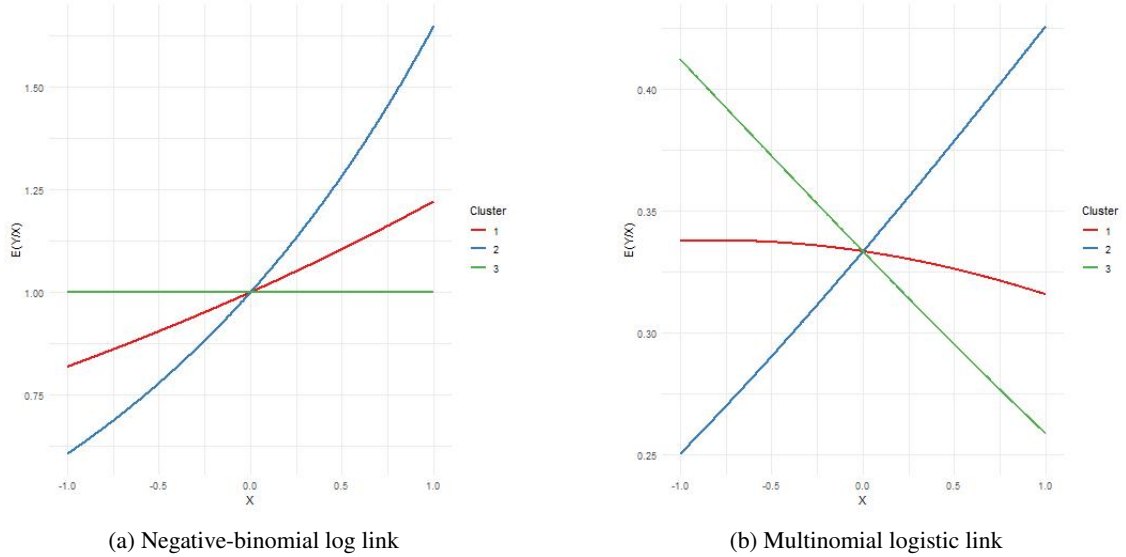 1.50
1.25
1.00
0.75
E(Y/X)
-1.0 -0.5 0.0 0.5 1.0
X
Cluster
1
2
3
(a) Negative-binomial log link
0.40
0.35
0.30
0.25
E(Y/X)
-1.0 -0.5 0.0 0.5 1.0
X
Cluster
1
2
3
(b) Multinomial logistic link